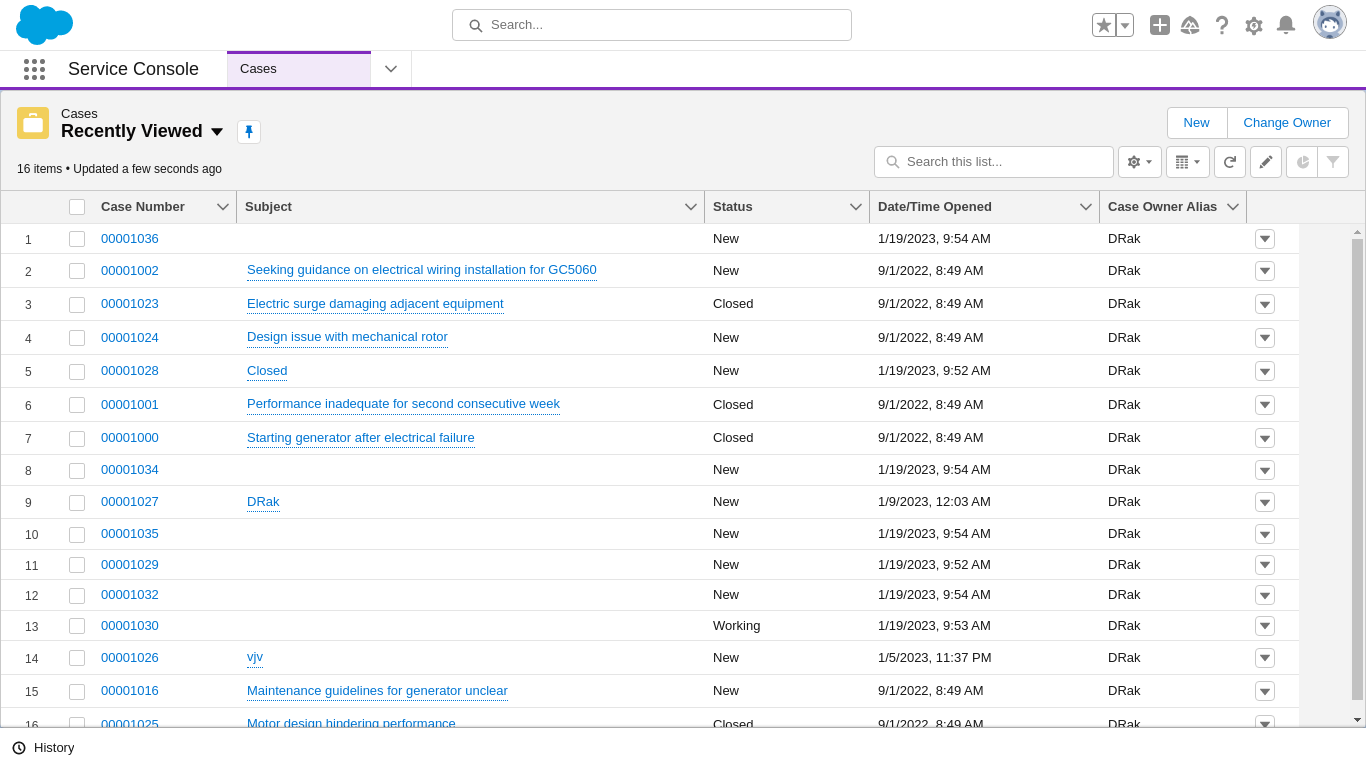 Search...
Service Console
Cases
Cases
Recently Viewed
New
Change Owner
16 items • Updated a few seconds ago
Search this list...
Case Number Subject Status Date/Time Opened Case Owner Alias
1 00001036 New 1/19/2023, 9:54 AM DRak
2 00001002 Seeking guidance on electrical wiring installation for GC5060 New 9/1/2022, 8:49 AM DRak
3 00001023 Electric surge damaging adjacent equipment Closed 9/1/2022, 8:49 AM DRak
4 00001024 Design issue with mechanical rotor New 9/1/2022, 8:49 AM DRak
5 00001028 Closed New 1/19/2023, 9:52 AM DRak
6 00001001 Performance inadequate for second consecutive week Closed 9/1/2022, 8:49 AM DRak
7 00001000 Starting generator after electrical failure Closed 9/1/2022, 8:49 AM DRak
8 00001034 New 1/19/2023, 9:54 AM DRak
9 00001027 DRak New 1/9/2023, 12:03 AM DRak
10 00001035 New 1/19/2023, 9:54 AM DRak
11 00001029 New 1/19/2023, 9:52 AM DRak
12 00001032 New 1/19/2023, 9:54 AM DRak
13 00001030 Working 1/19/2023, 9:53 AM DRak
14 00001026 vjv New 1/5/2023, 11:37 PM DRak
15 00001016 Maintenance guidelines for generator unclear New 9/1/2022, 8:49 AM DRak
16 00001025 Motor design hindering performance Closed 9/1/2022, 8:49 AM DRak
History